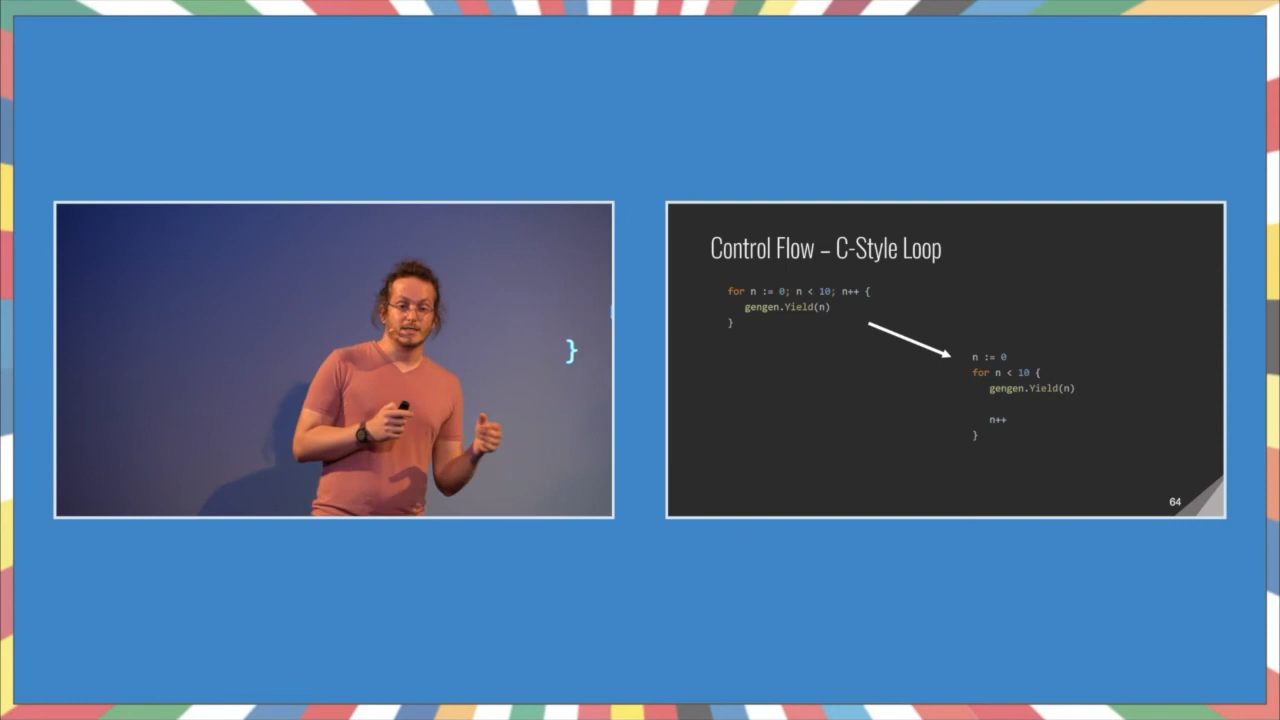 }
Control Flow – C-Style Loop
for n := 0; n < 10; n++ {
gengen.Yield(n)
}
n := 0
for n < 10 {
gengen.Yield(n)
n++
}
64